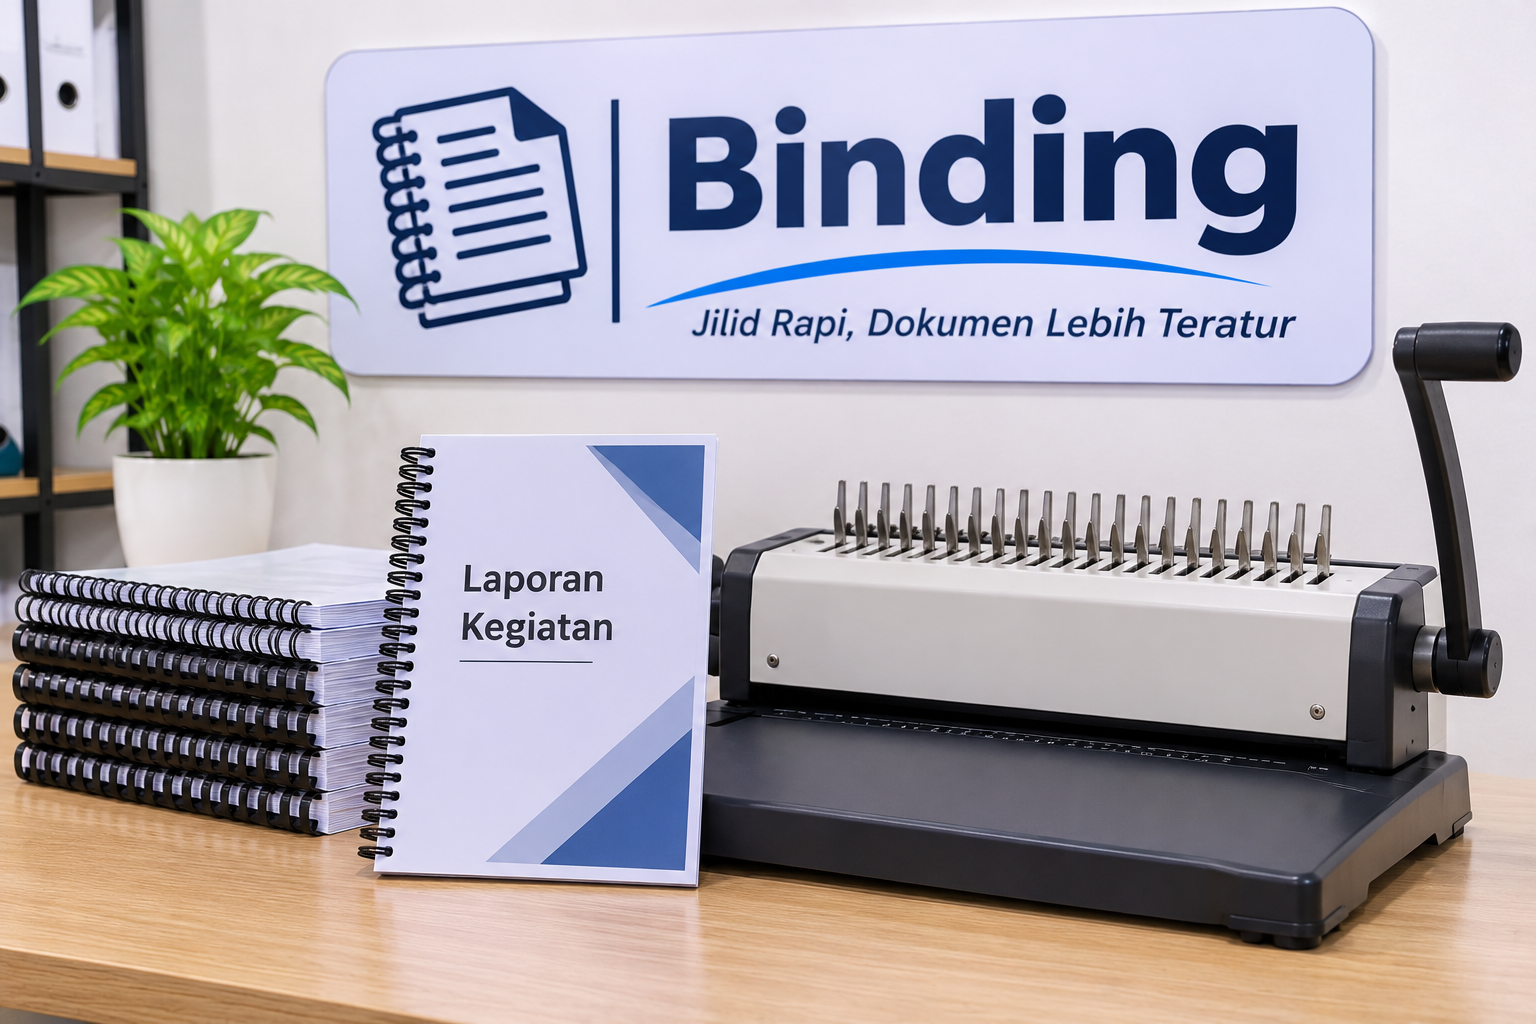 Binding
Jilid Rapi, Dokumen Lebih Teratur
Laporan
Kegiatan